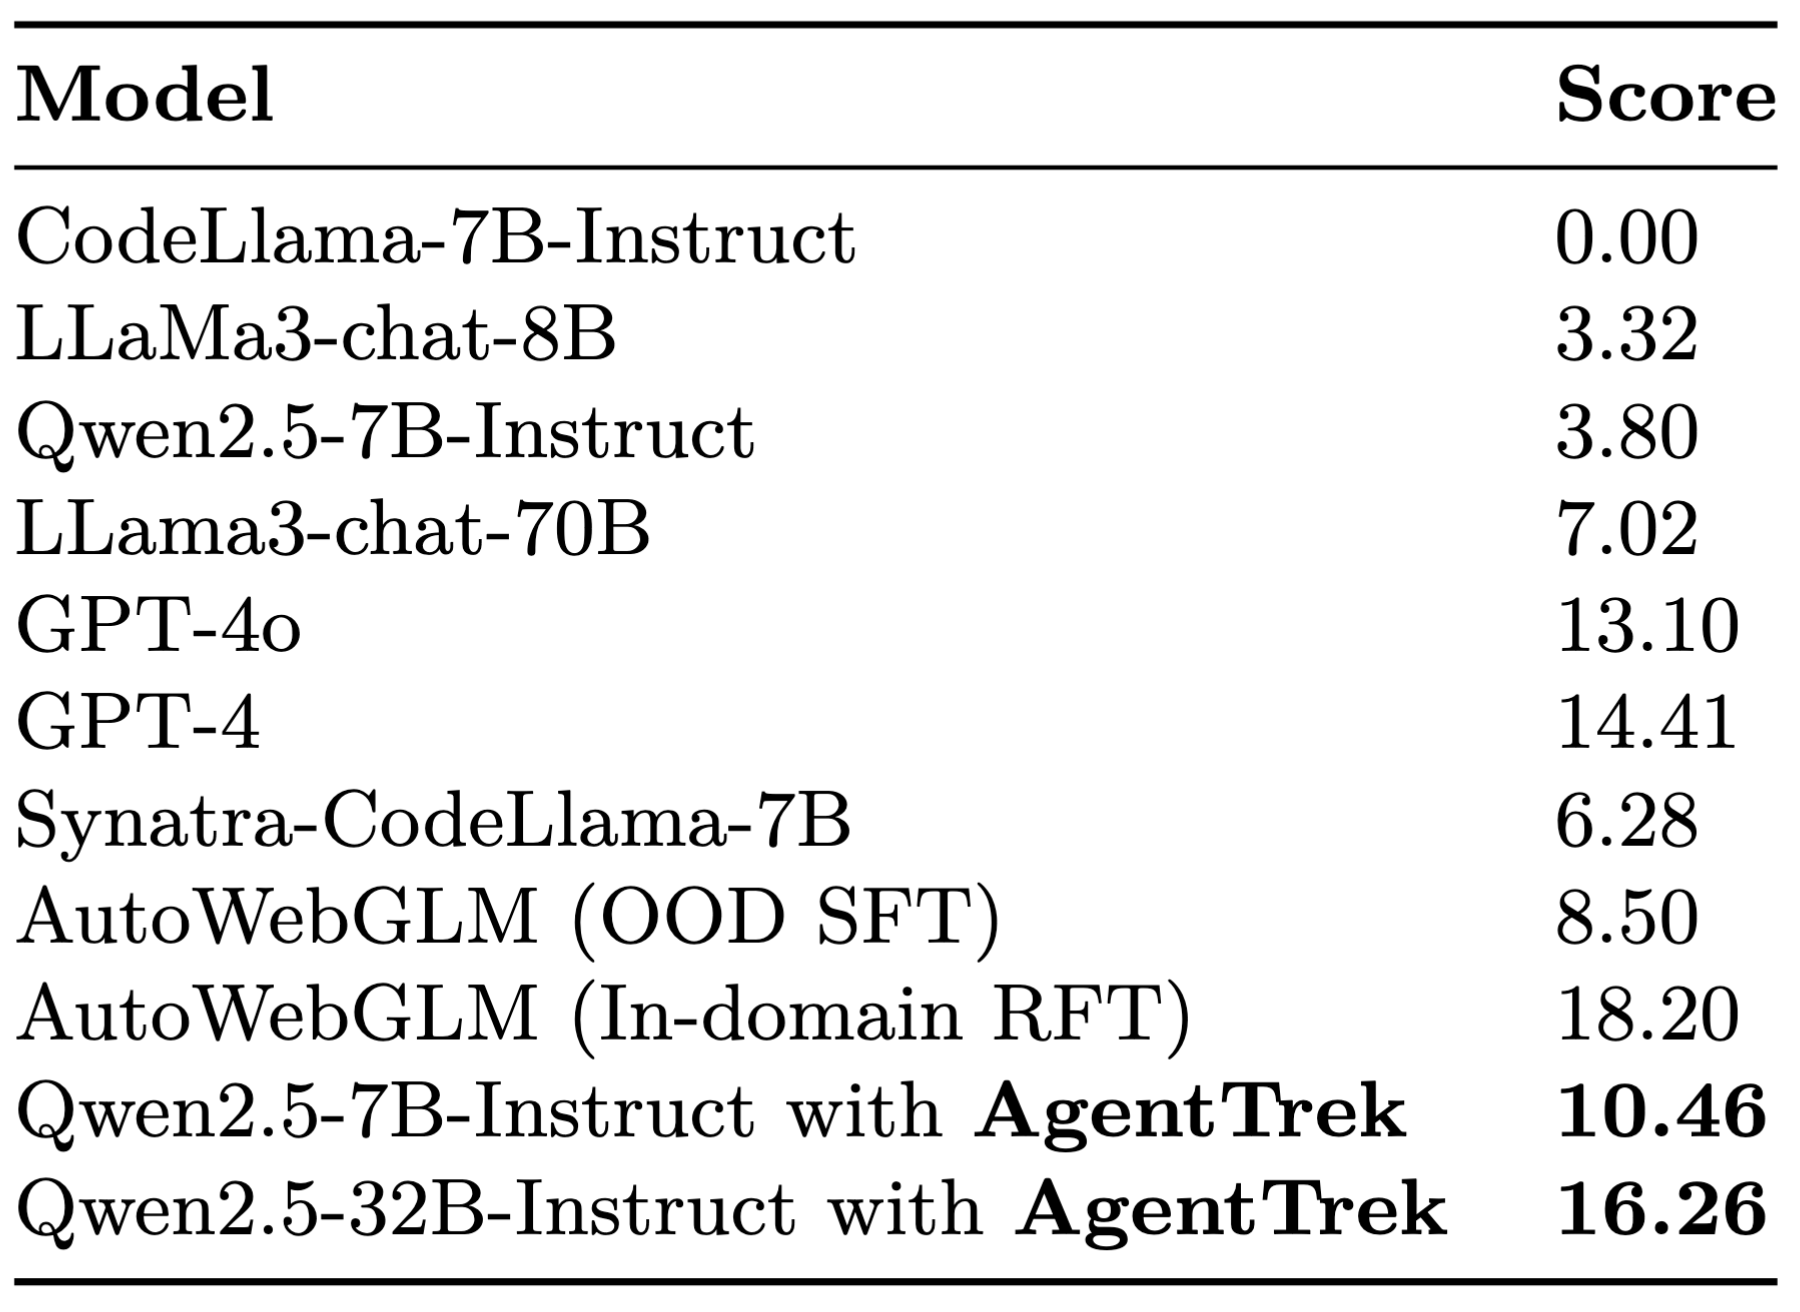 Model Score
CodeLlama-7B-Instruct 0.00
LLaMa3-chat-8B 3.32
Qwen2.5-7B-Instruct 3.80
LLama3-chat-70B 7.02
GPT-4o 13.10
GPT-4 14.41
Synatra-CodeLlama-7B 6.28
AutoWebGLM (OOD SFT) 8.50
AutoWebGLM (In-domain RFT) 18.20
Qwen2.5-7B-Instruct with AgentTrek 10.46
Qwen2.5-32B-Instruct with AgentTrek 16.26